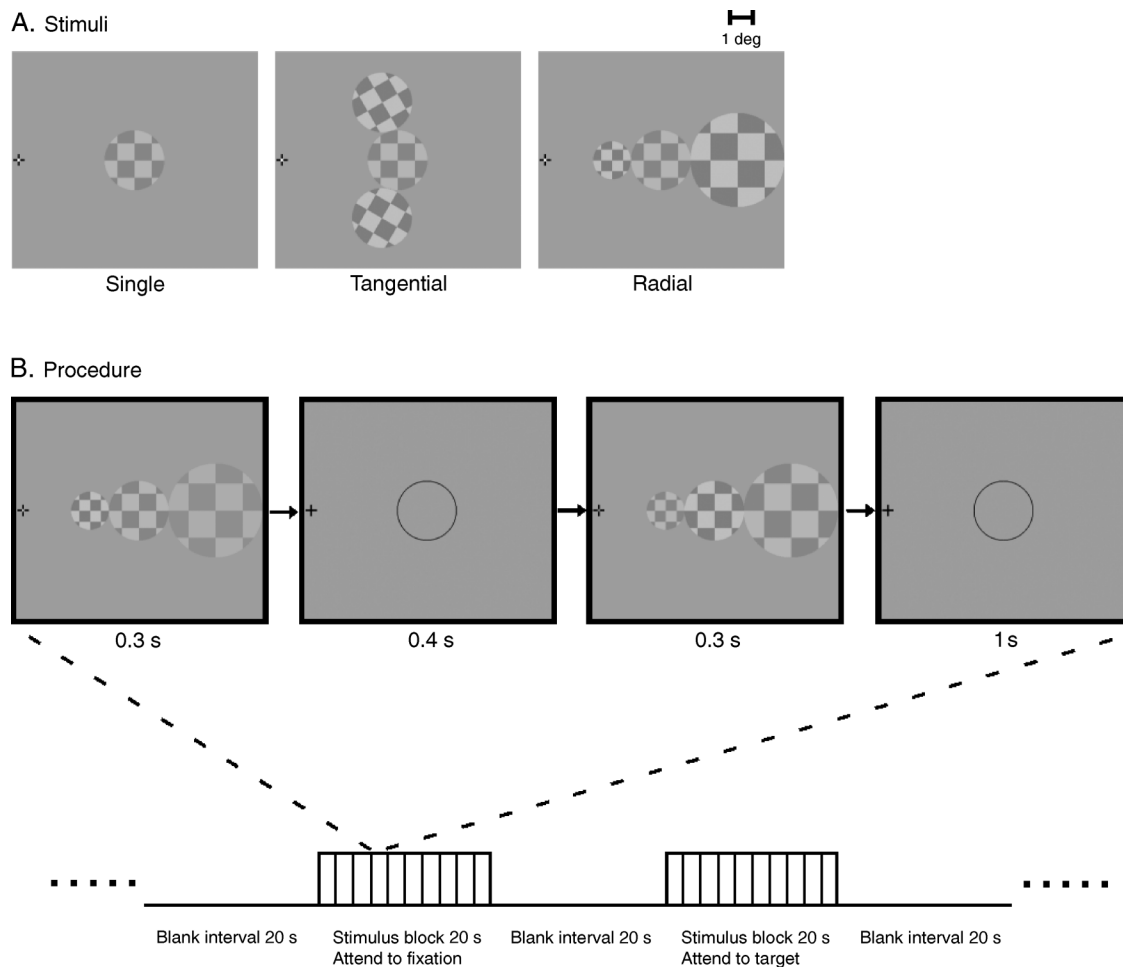 A. Stimuli
1 deg
Single
Tangential
Radial
B. Procedure
0.3 s
0.4 s
0.3 s
1s
Blank interval 20 s
Stimulus block 20 s
Attend to fixation
Blank interval 20 s
Stimulus block 20 s
Attend to target
Blank interval 20 s